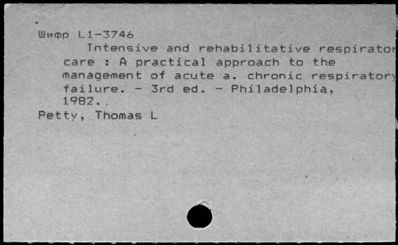 Шифр L1-3746
Intensive and rehabilitative respirator
care : A practical approach to the
management of acute a. chronic respiratory
failure. - 3rd ed. - Philadelphia,
1982.
Petty, Thomas L